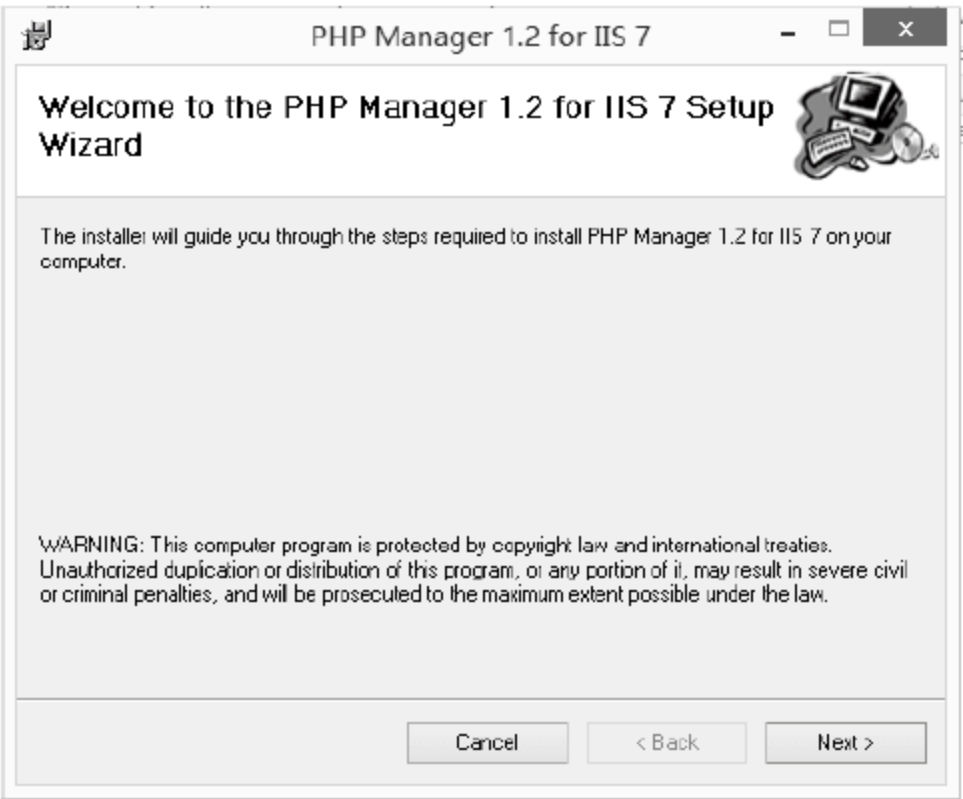 PHP Manager 1.2 for IIS 7
Welcome to the PHP Manager 1.2 for IIS 7 Setup
Wizard
The installer will guide you through the steps required to install PHP Manager 1.2 for IIS 7 on your
computer.
WARNING: This computer program is protected by copyright law and international treaties.
Unauthorized duplication or distribution of this program, or any portion of it, may result in severe civil
or criminal penalties, and will be prosecuted to the maximum extent possible under the law.
Cancel
< Back
Next >